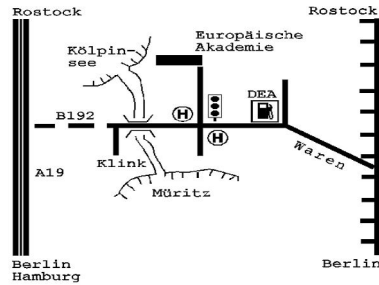 Rostock
Rostock
Europäische
Akademie
Kölpin-
see
DEA
B192
H
H
Klink
Waren
A19
Müritz
Berlin
Hamburg
Berlin